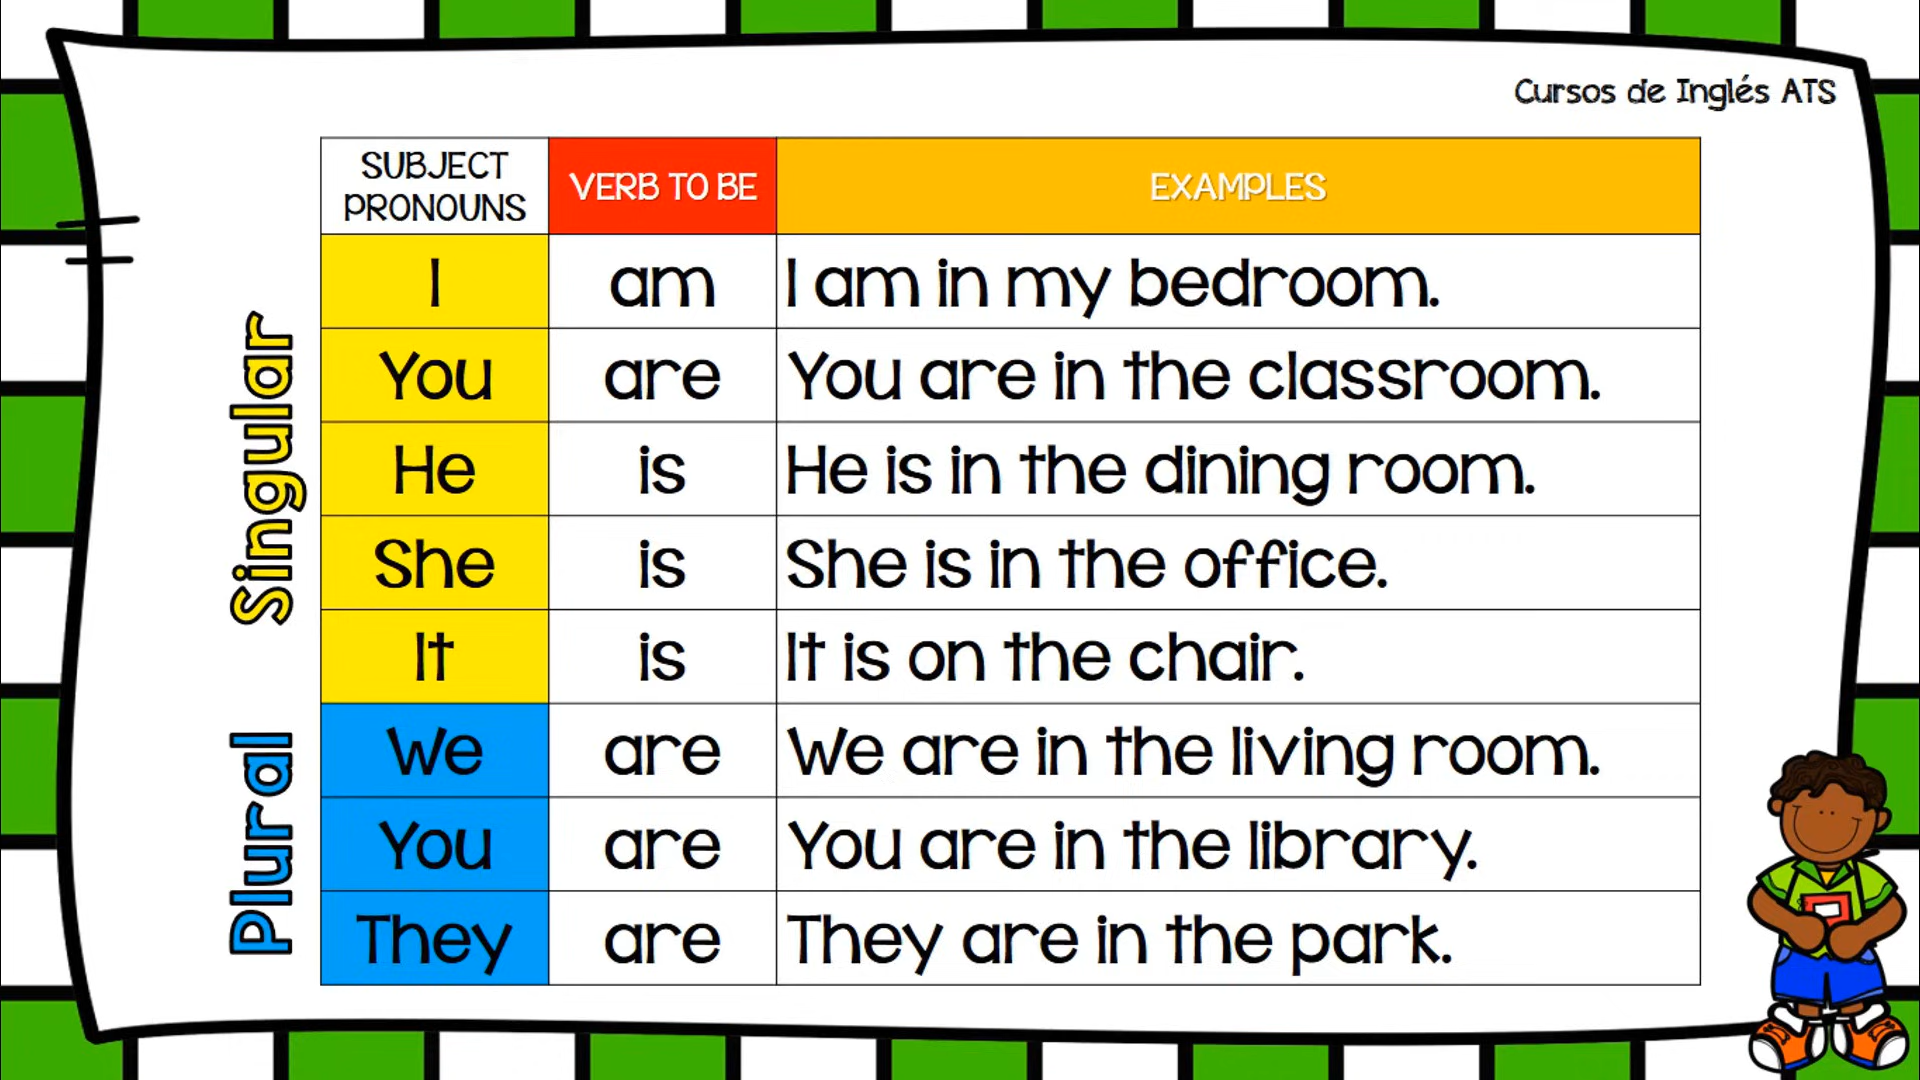 Cursos de Inglés ATS
SUBJECT PRONOUNS VERB TO BE EXAMPLES
Singular
I am I am in my bedroom.
You are You are in the classroom.
He is He is in the dining room.
She is She is in the office.
It is It is on the chair.
Plural
We are We are in the living room.
You are You are in the library.
They are They are in the park.